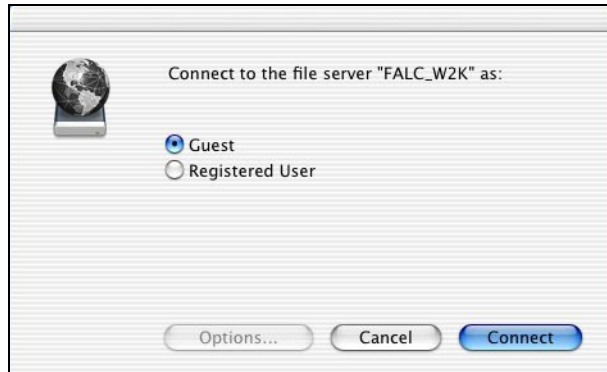 Connect to the file server "FALC_W2K" as:
Guest
Registered User
Options... Cancel Connect